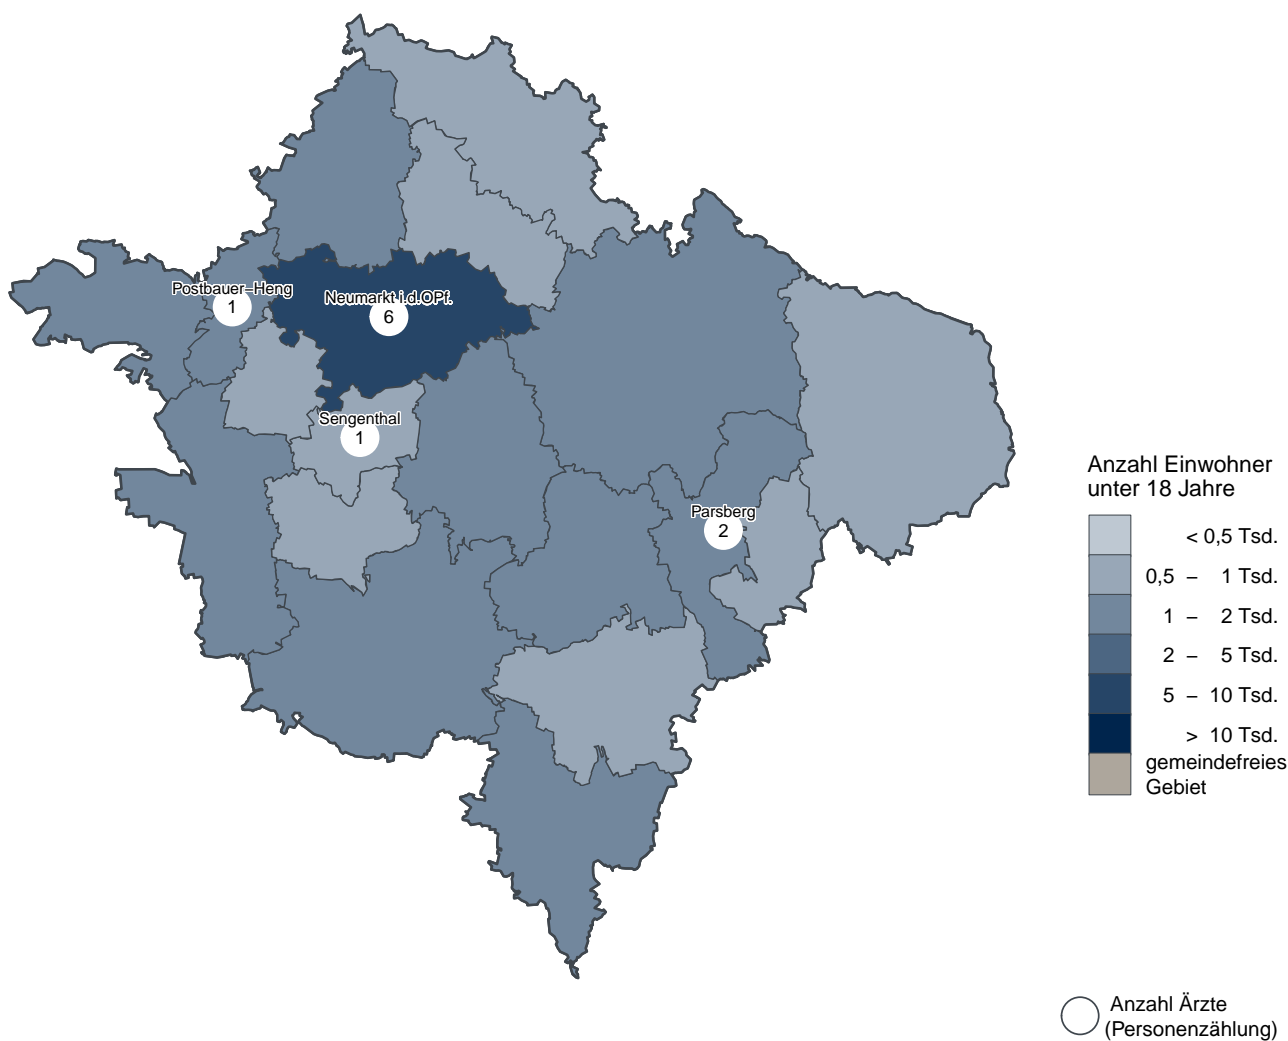 Postbauer−Heng
1
Neumarkt i.d.OPf.
6
Sengenthal
1
Parsberg
2
Anzahl Einwohner
unter 18 Jahre
< 0,5 Tsd.
0,5 − 1 Tsd.
1 − 2 Tsd.
2 − 5 Tsd.
5 − 10 Tsd.
> 10 Tsd.
gemeindefreies
Gebiet
Anzahl Ärzte
(Personenzählung)